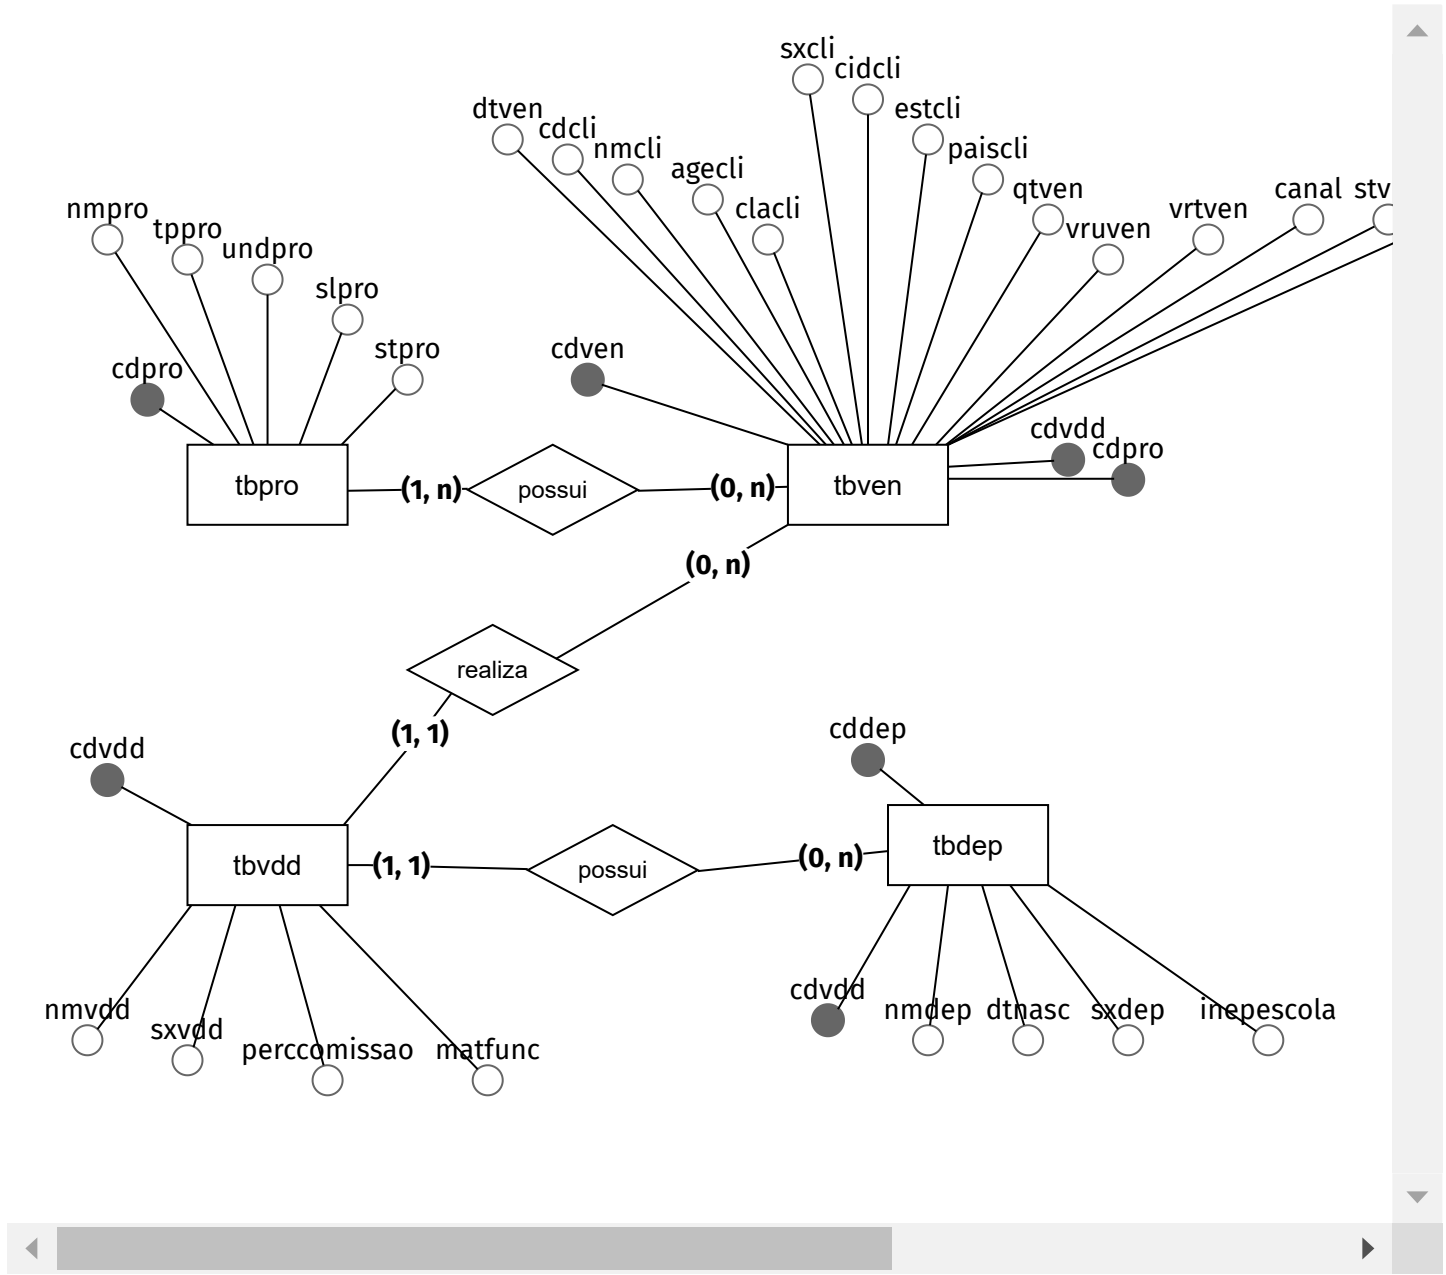 sxcli
cidcli
dtven
cdcli
estcli
nmcli
paiscli
agecli
clacli
qtven
canal
vruven
vrtven
nmpro
tppro
undpro
slpro
stpro
cdpro
cdven
cdvdd
cdpro
tbpro
(1, n)
possui
(0, n)
tbven
(0, n)
realiza
(1, 1)
cdvdd
cddep
tbvdd
(1, 1)
possui
(0, n)
tbdep
nmvdd
sxvdd
perccomissao
matfunc
cdvdd
nmdep
dtnasc
sxdep
inepescola